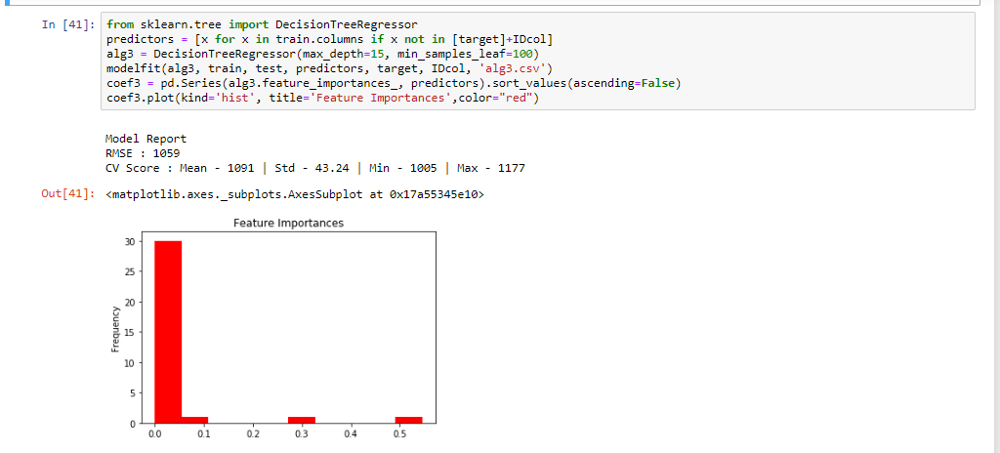 In [41]: from sklearn.tree import DecisionTreeRegressor
predictors = [x for x in train.columns if x not in [target]+IDcol]
alg3 = DecisionTreeRegressor(max_depth=15, min_samples_leaf=100)
modelfit(alg3, train, test, predictors, target, IDcol, 'alg3.csv')
coef3 = pd.Series(alg3.feature_importances_, predictors).sort_values(ascending=False)
coef3.plot(kind='hist', title='Feature Importances',color="red")
Model Report
RMSE : 1059
CV Score : Mean - 1091 | Std - 43.24 | Min - 1005 | Max - 1177
Out[41]: <matplotlib.axes._subplots.AxesSubplot at 0x17a55345e10>
Feature Importances
Frequency
30
25
20
15
10
5
0
0.0 0.1 0.2 0.3 0.4 0.5